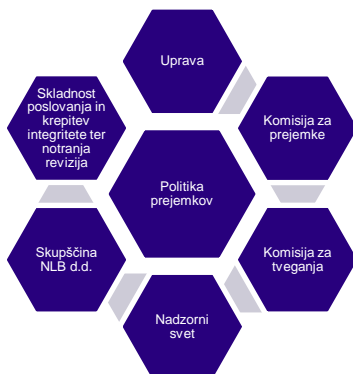 Uprava
Skladnost
poslovanja in
krepitev
integritete ter
notranja
revizija
Komisija za
prejemke
Politika
prejemkov
Skupščina
NLB d.d.
Komisija za
tveganja
Nadzorni
svet